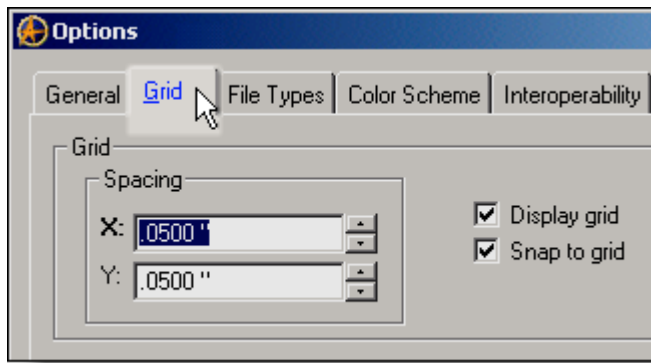 Options
General Grid File Types Color Scheme Interoperability
Grid
Spacing
X: .0500 " Display grid
Snap to grid
Y: .0500 "